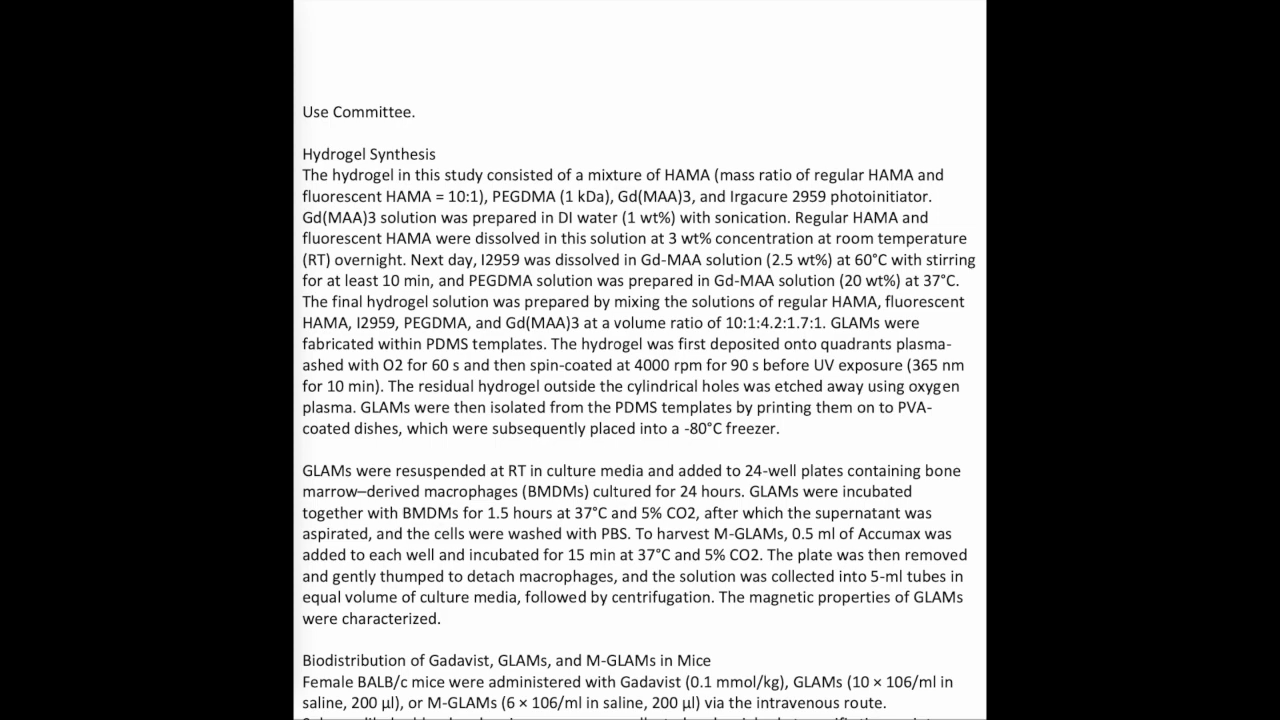 Use Committee.
Hydrogel Synthesis
The hydrogel in this study consisted of a mixture of HAMA (mass ratio of regular HAMA and
fluorescent HAMA = 10:1), PEGDMA (1 kDa), Gd(MAA)3, and Irgacure 2959 photoinitiator.
Gd(MAA)3 solution was prepared in DI water (1 wt%) with sonication. Regular HAMA and
fluorescent HAMA were dissolved in this solution at 3 wt% concentration at room temperature
(RT) overnight. Next day, I2959 was dissolved in Gd-MAA solution (2.5 wt%) at 60°C with stirring
for at least 10 min, and PEGDMA solution was prepared in Gd-MAA solution (20 wt%) at 37°C.
The final hydrogel solution was prepared by mixing the solutions of regular HAMA, fluorescent
HAMA, I2959, PEGDMA, and Gd(MAA)3 at a volume ratio of 10:1:4.2:1.7:1. GLAMs were
fabricated within PDMS templates. The hydrogel was first deposited onto quadrants plasma-
ashed with O2 for 60 s and then spin-coated at 4000 rpm for 90 s before UV exposure (365 nm
for 10 min). The residual hydrogel outside the cylindrical holes was etched away using oxygen
plasma. GLAMs were then isolated from the PDMS templates by printing them on to PVA-
coated dishes, which were subsequently placed into a -80°C freezer.
GLAMs were resuspended at RT in culture media and added to 24-well plates containing bone
marrow–derived macrophages (BMDMs) cultured for 24 hours. GLAMs were incubated
together with BMDMs for 1.5 hours at 37°C and 5% CO2, after which the supernatant was
aspirated, and the cells were washed with PBS. To harvest M-GLAMs, 0.5 ml of Accumax was
added to each well and incubated for 15 min at 37°C and 5% CO2. The plate was then removed
and gently thumped to detach macrophages, and the solution was collected into 5-ml tubes in
equal volume of culture media, followed by centrifugation. The magnetic properties of GLAMs
were characterized.
Biodistribution of Gadavist, GLAMs, and M-GLAMs in Mice
Female BALB/c mice were administered with Gadavist (0.1 mmol/kg), GLAMs (10 × 106/ml in
saline, 200 μl), or M-GLAMs (6 × 106/ml in saline, 200 μl) via the intravenous route.